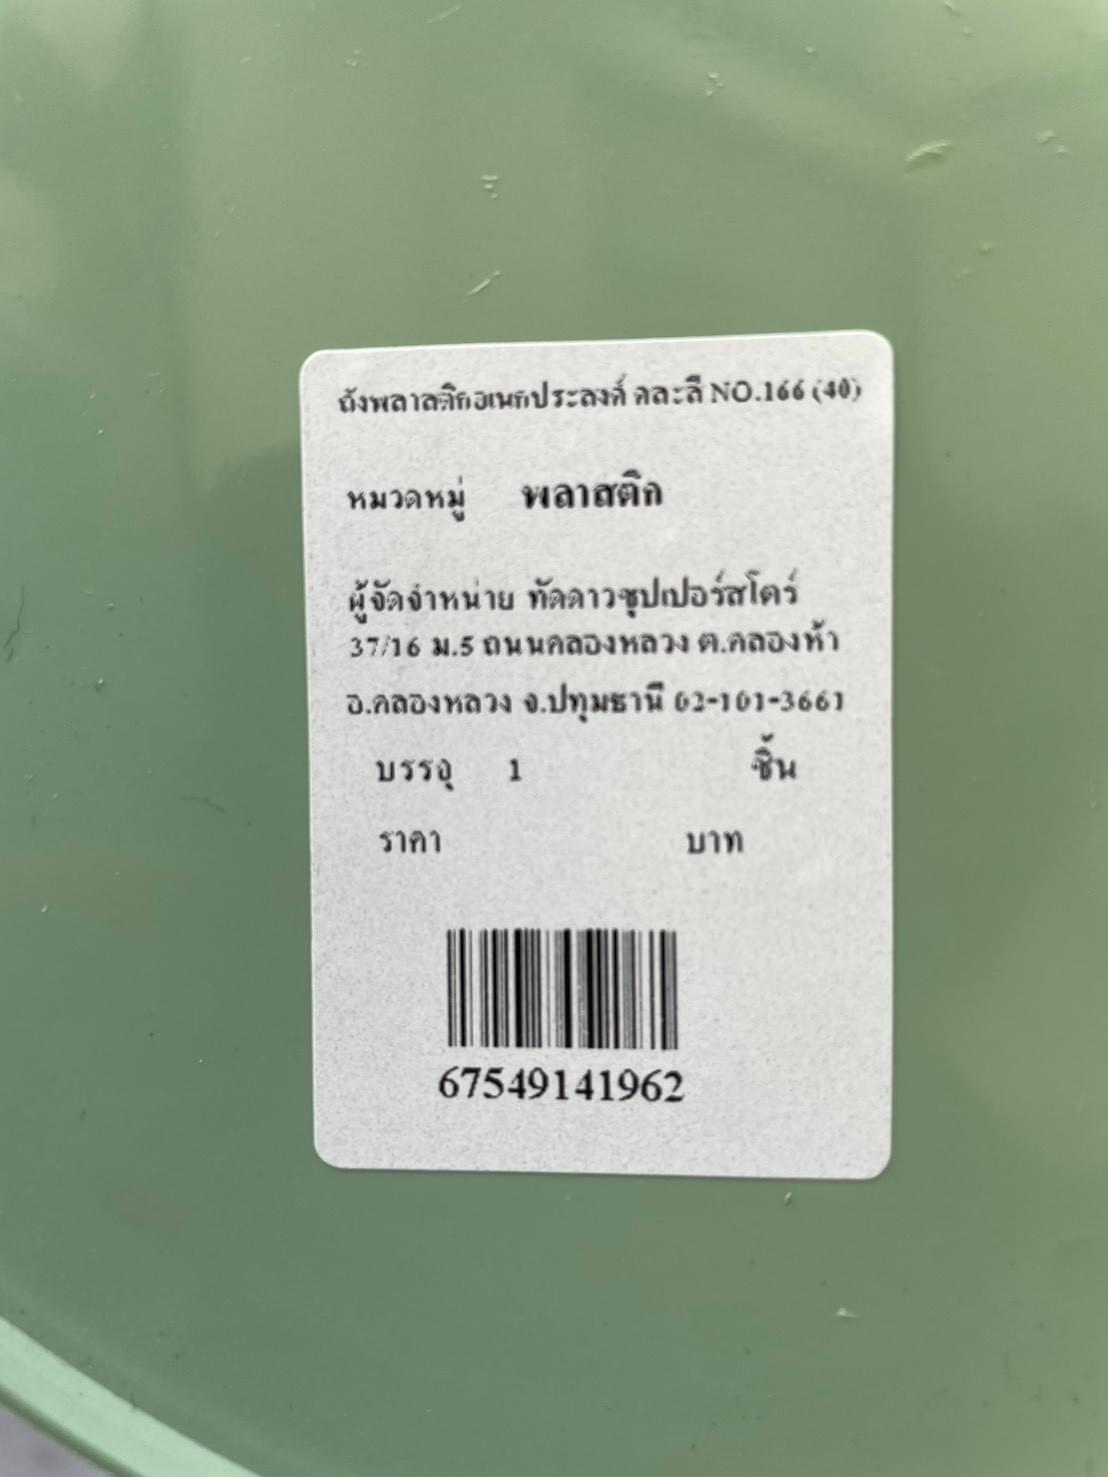 ถังพลาสติกอเนกประสงค์ คละสี NO.166 (40)
หมวดหมู่ พลาสติก
ผู้จัดจำหน่าย ทัดดาวซุปเปอร์สโตร์
37/16 ม.5 ถนนคลองหลวง ต.คลองห้า
อ.คลองหลวง จ.ปทุมธานี 02-101-3661
บรรจุ 1 ชิ้น
ราคา บาท
67549141962